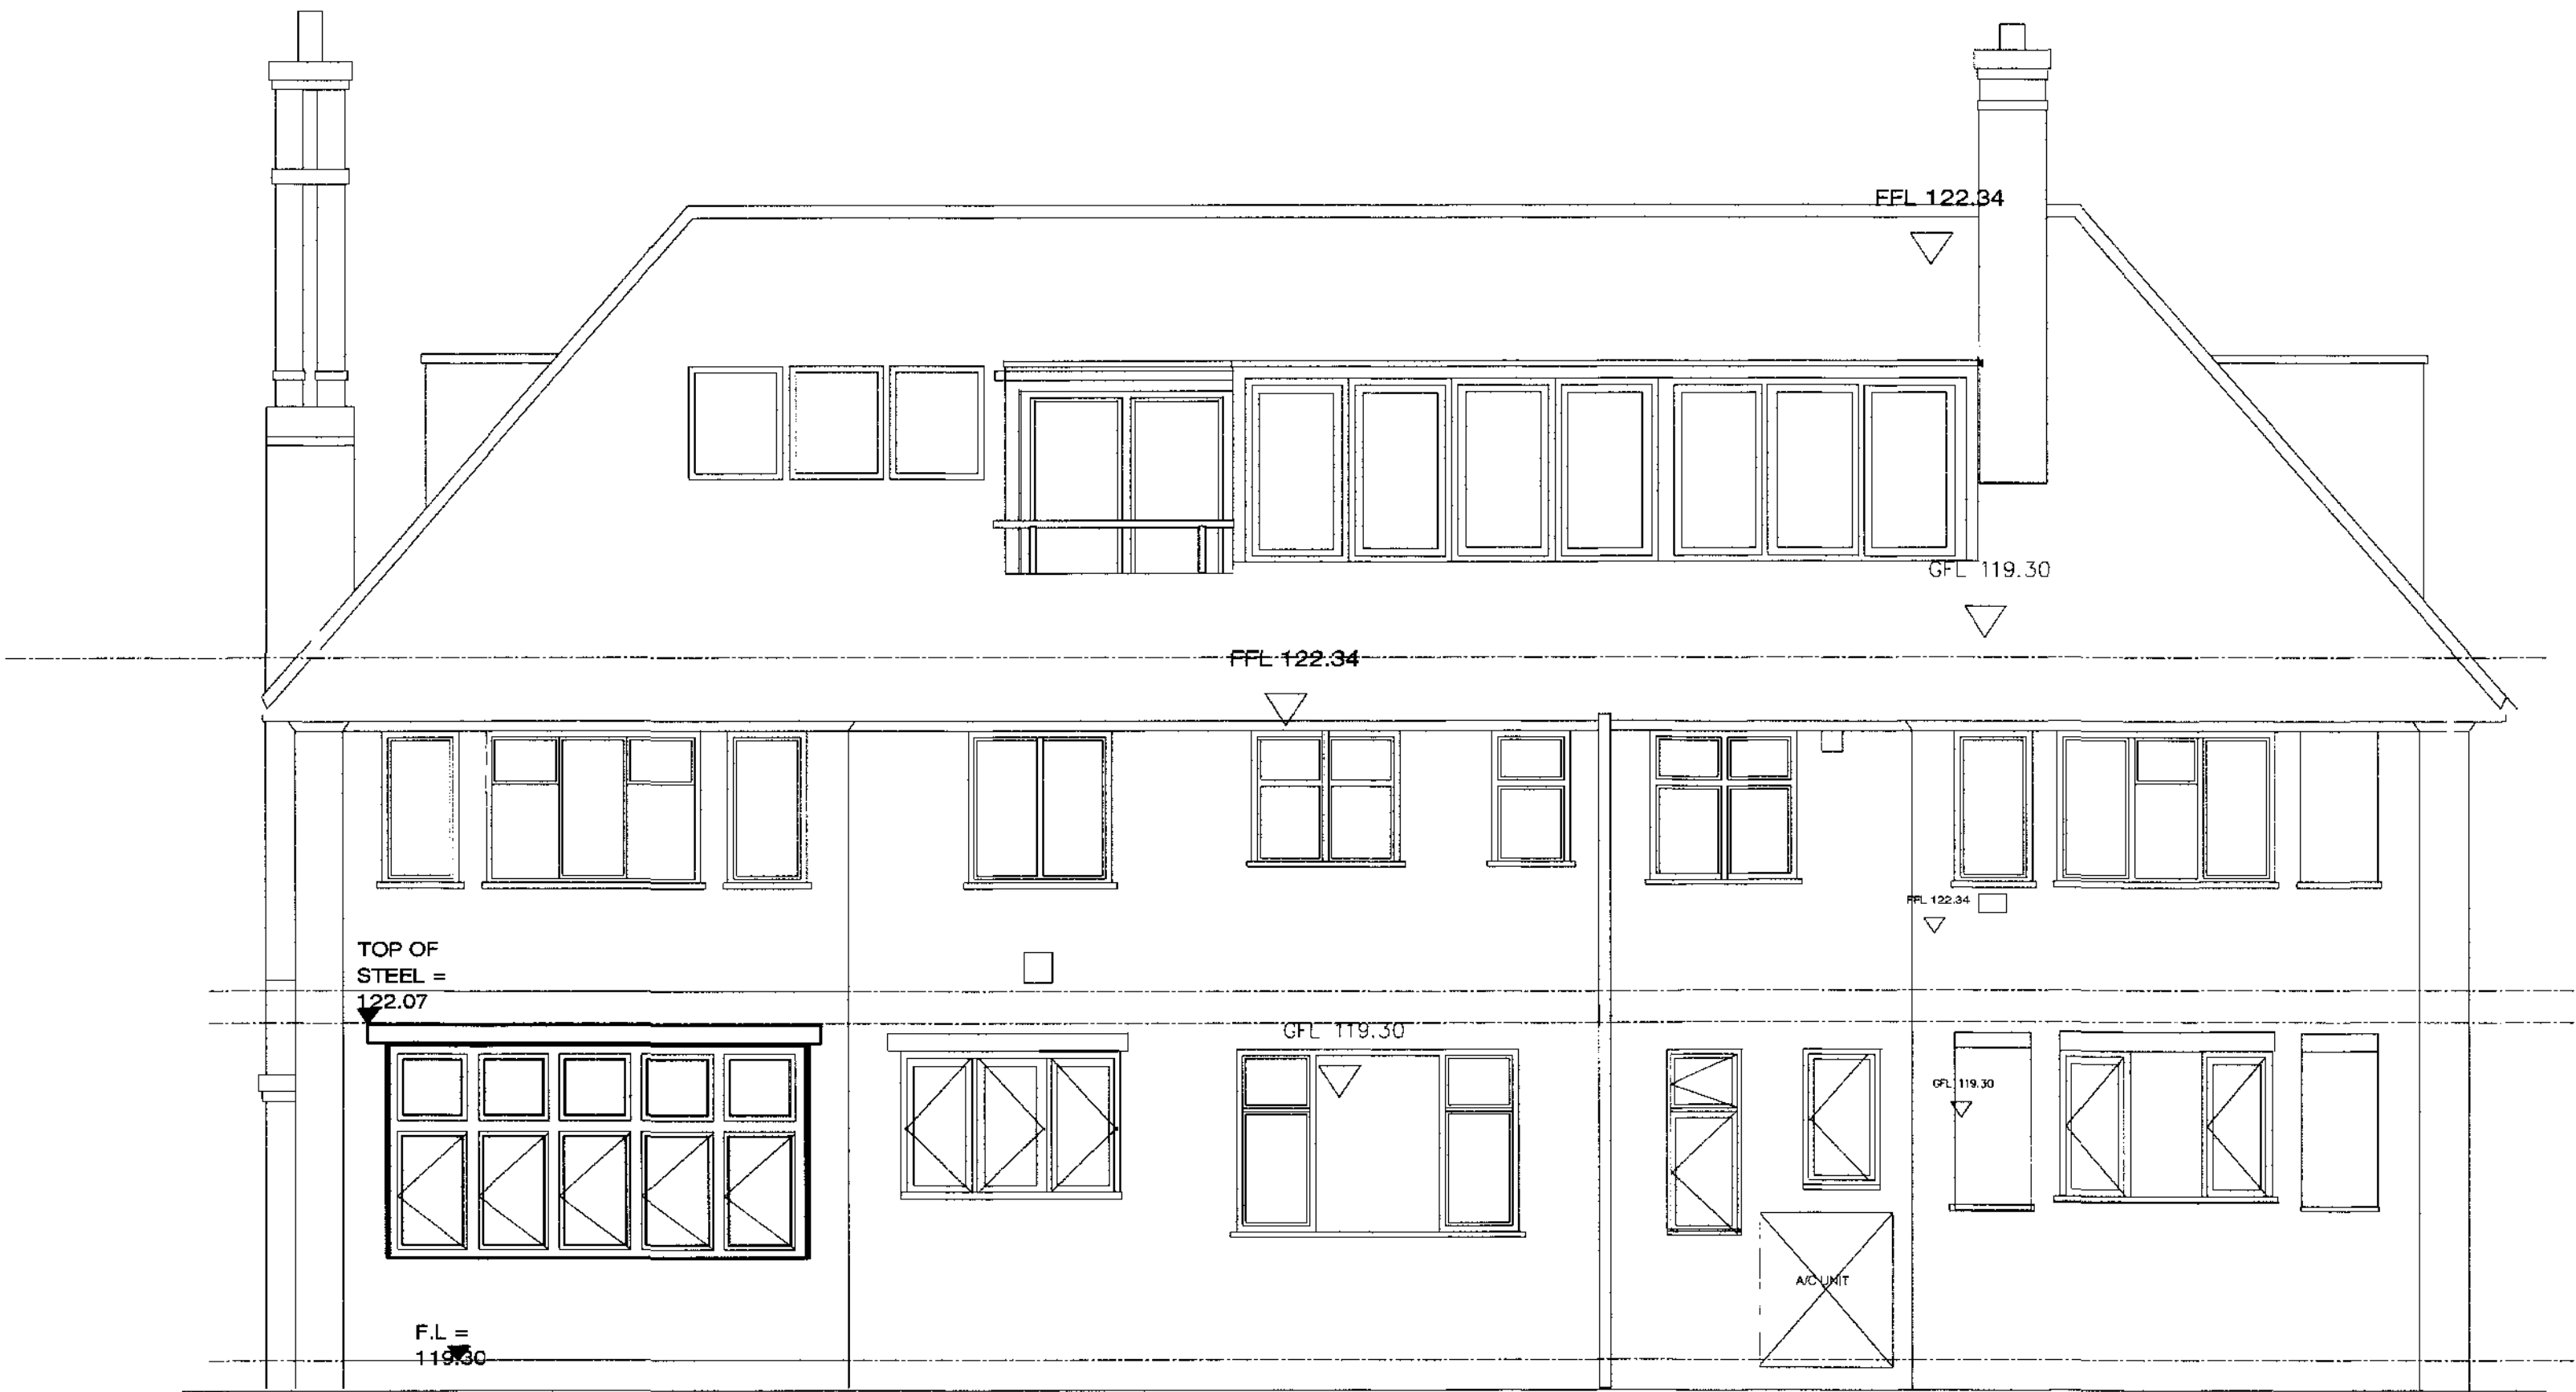 FFL 122.34
GFL 119.30
FFL 122.34
FFL 122.34
TOP OF
STEEL =
122.07
GFL 119.30
GFL 119.30
A/C UNIT
F.L =
119.30